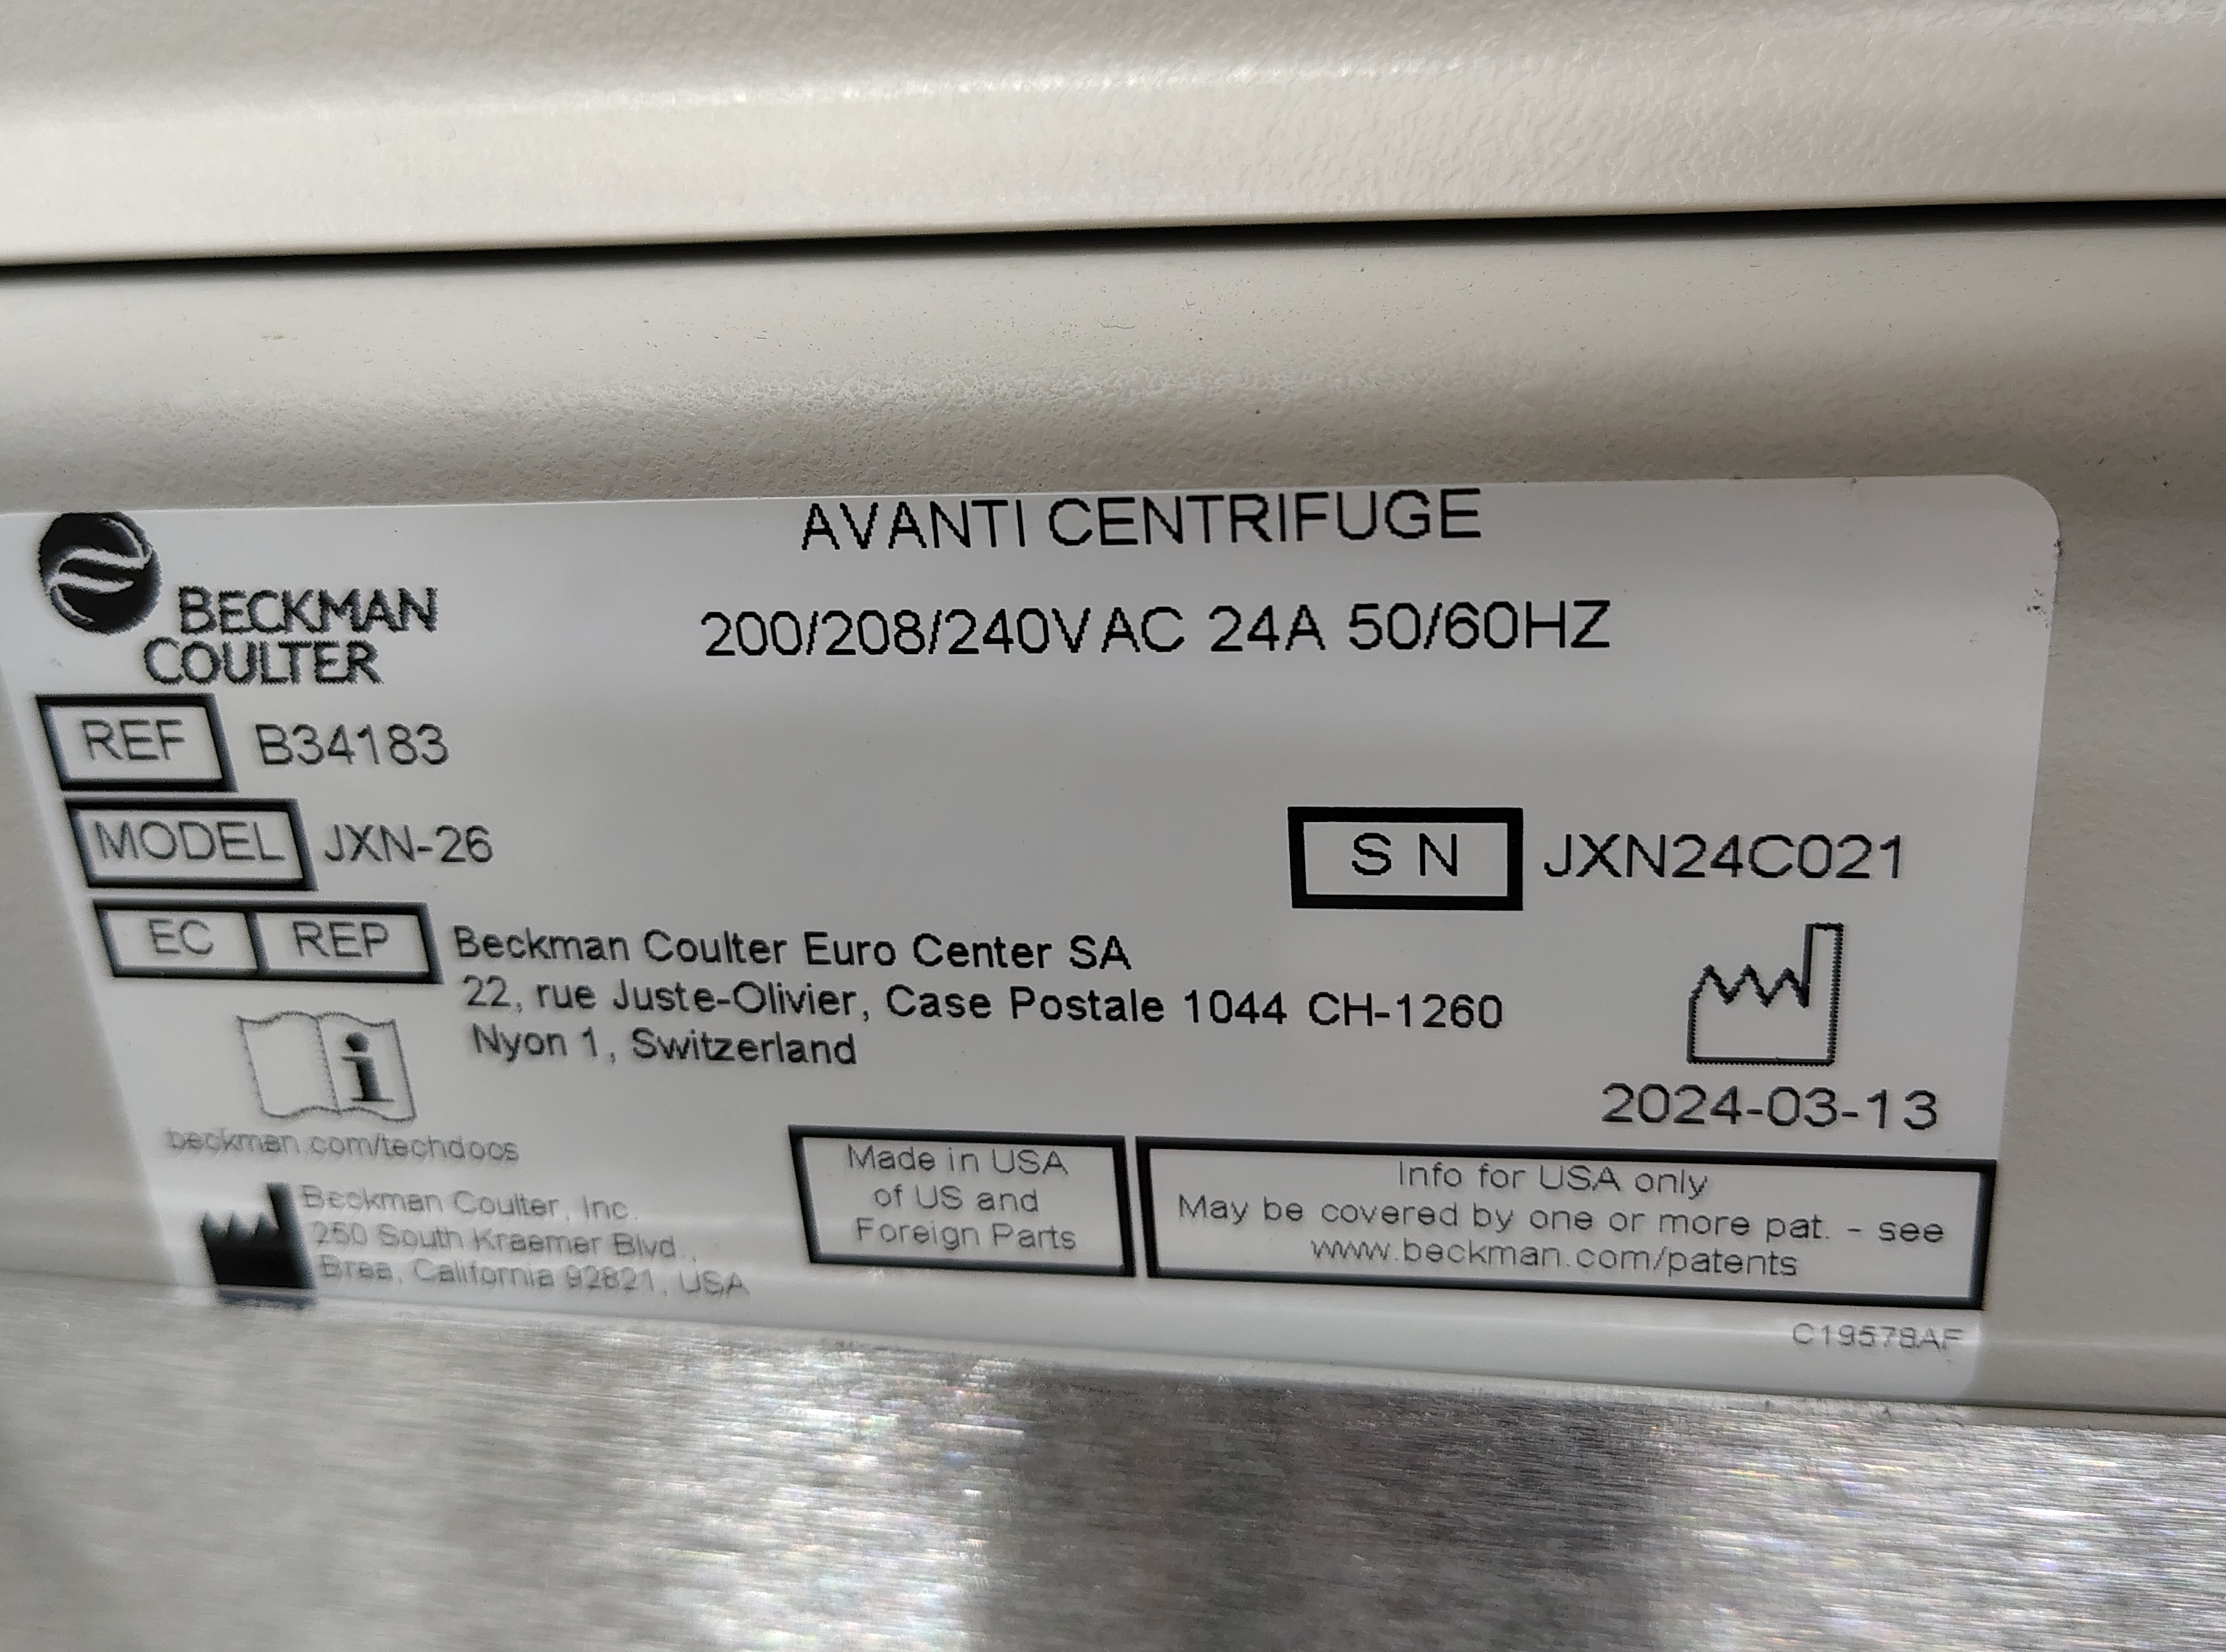 AVANTI CENTRIFUGE
BECKMAN
COULTER
200/208/240VAC 24A 50/60HZ
REF B34183
MODEL JXN-26
SN JXN24C021
EC REP Beckman Coulter Euro Center SA
22, rue Juste-Olivier, Case Postale 1044 CH-1260
Nyon 1, Switzerland
i
beckman.com/techdocs
2024-03-13
Beckman Coulter, Inc.
250 South Kraemer Blvd.,
Brea, California 92821, USA
Made in USA
of US and
Foreign Parts
Info for USA only
May be covered by one or more pat. - see
www.beckman.com/patents
C19578AF